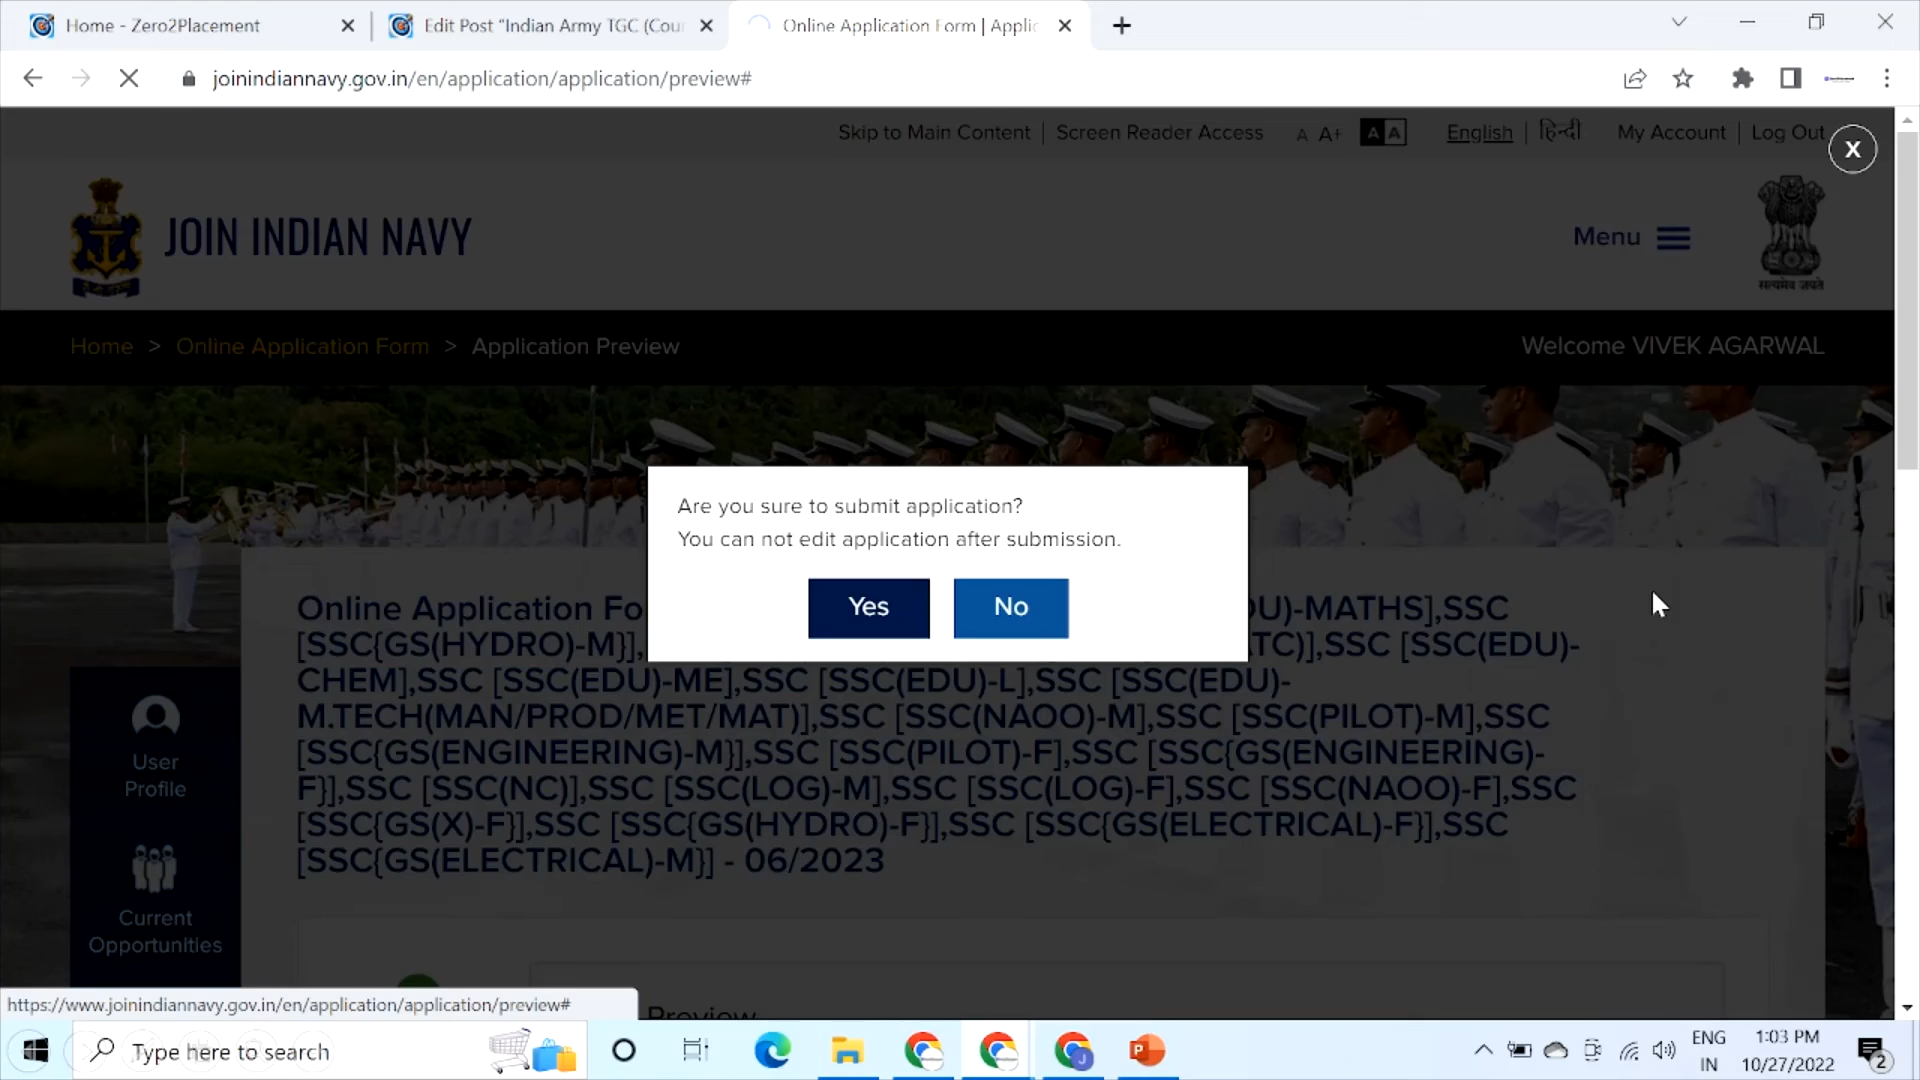 Home - Zero2Placement
Edit Post "Indian Army TGC (Cour
Online Application Form | Applic
joinindiannavy.gov.in/en/application/application/preview#
Skip to Main Content | Screen Reader Access A A+ A A English | हिन्दी My Account | Log Out
X
JOIN INDIAN NAVY
Menu
सत्यमेव जयते
Home > Online Application Form > Application Preview
Welcome VIVEK AGARWAL
Are you sure to submit application?
You can not edit application after submission.
Yes No
Online Application Fo DU)-MATHS],SSC
[SSC{GS(HYDRO)-M}], ATC)],SSC [SSC(EDU)-
CHEM],SSC [SSC(EDU)-ME],SSC [SSC(EDU)-L],SSC [SSC(EDU)-
M.TECH(MAN/PROD/MET/MAT)],SSC [SSC(NAOO)-M],SSC [SSC(PILOT)-M],SSC
[SSC{GS(ENGINEERING)-M}],SSC [SSC(PILOT)-F],SSC [SSC{GS(ENGINEERING)-
F}],SSC [SSC(NC)],SSC [SSC(LOG)-M],SSC [SSC(LOG)-F],SSC [SSC(NAOO)-F],SSC
[SSC{GS(X)-F}],SSC [SSC{GS(HYDRO)-F}],SSC [SSC{GS(ELECTRICAL)-F}],SSC
[SSC{GS(ELECTRICAL)-M}] - 06/2023
User
Profile
Current
Opportunities
Preview
https://www.joinindiannavy.gov.in/en/application/application/preview#
Type here to search
ENG
IN
1:03 PM
10/27/2022
2